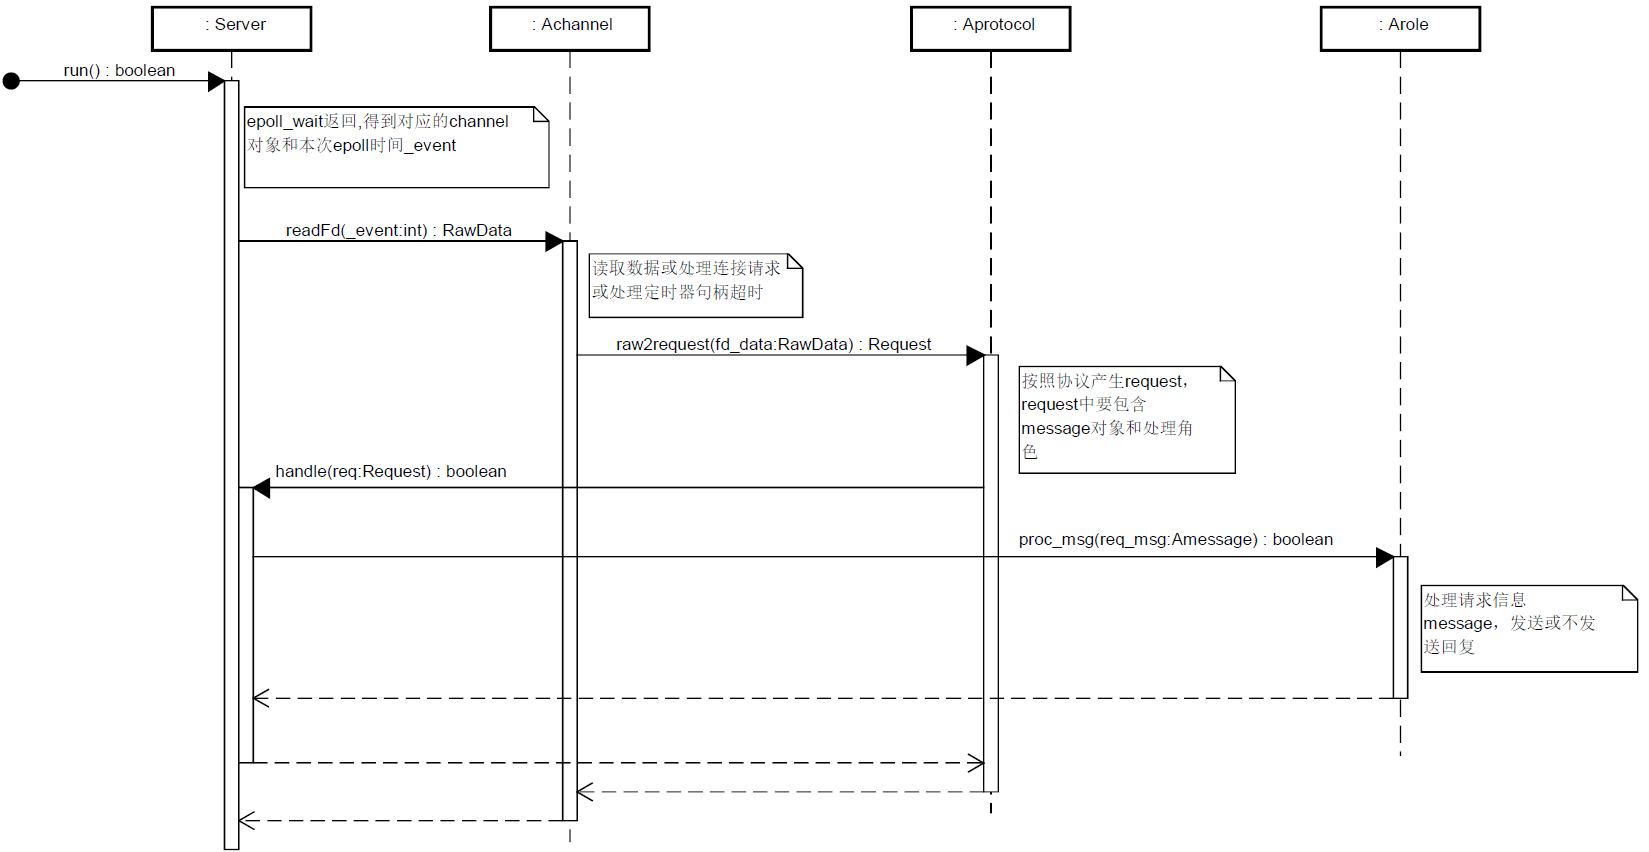 : Server
: Achannel
: Aprotocol
: Arole
run() : boolean
epoll_wait返回,得到对应的channel
对象和本次epoll时间_event
readFd(_event:int) : RawData
读取数据或处理连接请求
或处理定时器句柄超时
raw2request(fd_data:RawData) : Request
按照协议产生request，
request中要包含
message对象和处理角
色
handle(req:Request) : boolean
proc_msg(req_msg:Amessage) : boolean
处理请求信息
message，发送或不发
送回复